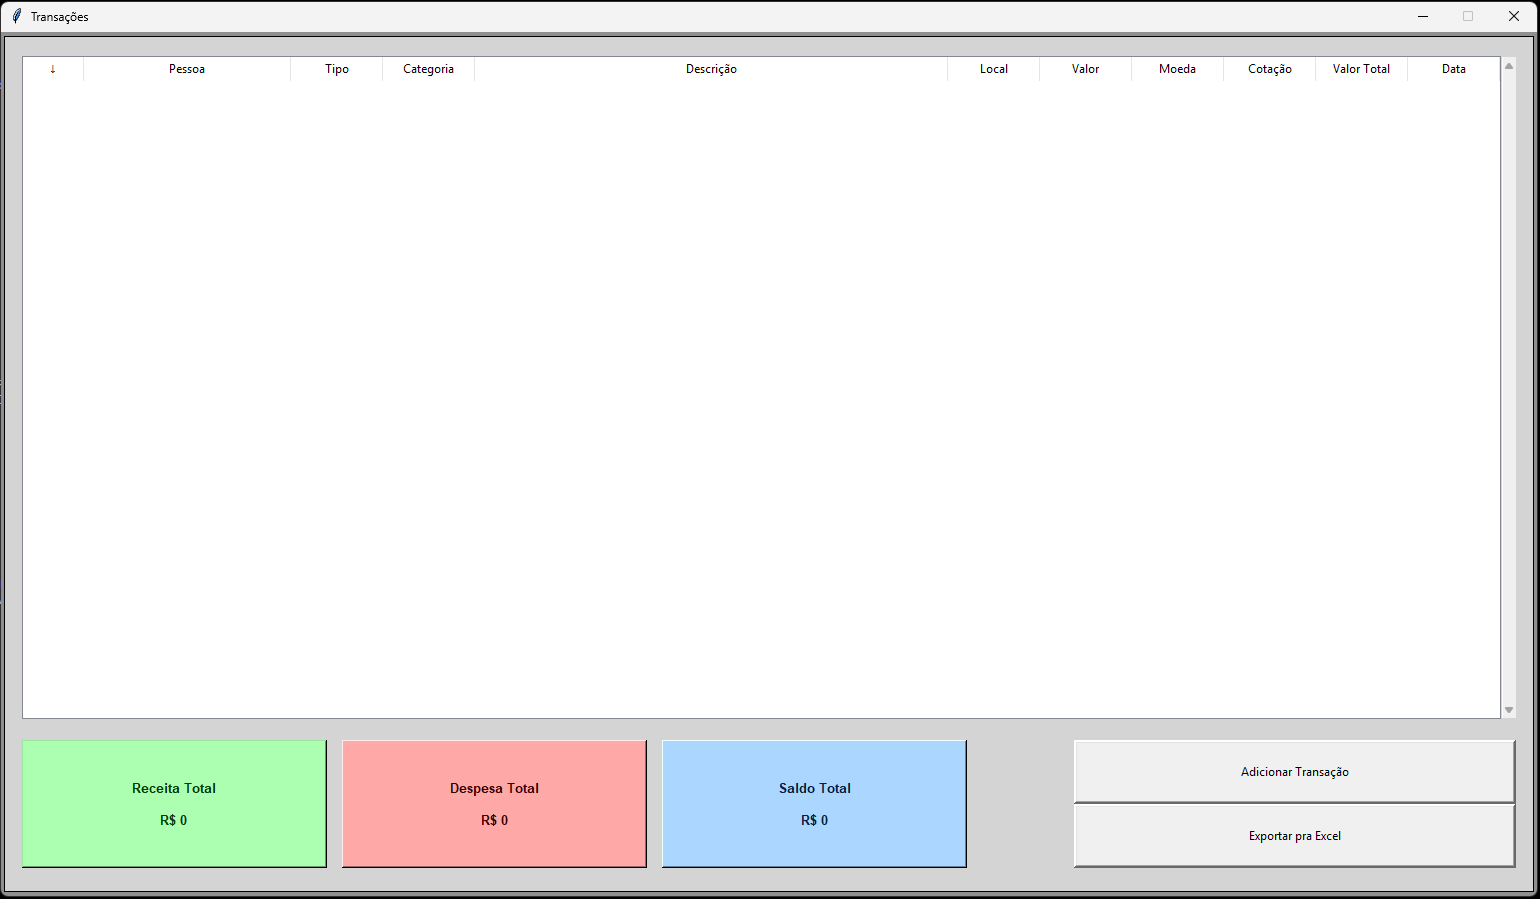 Transações
↓ Pessoa Tipo Categoria Descrição Local Valor Moeda Cotação Valor Total Data
Receita Total
R$ 0
Despesa Total
R$ 0
Saldo Total
R$ 0
Adicionar Transação
Exportar pra Excel